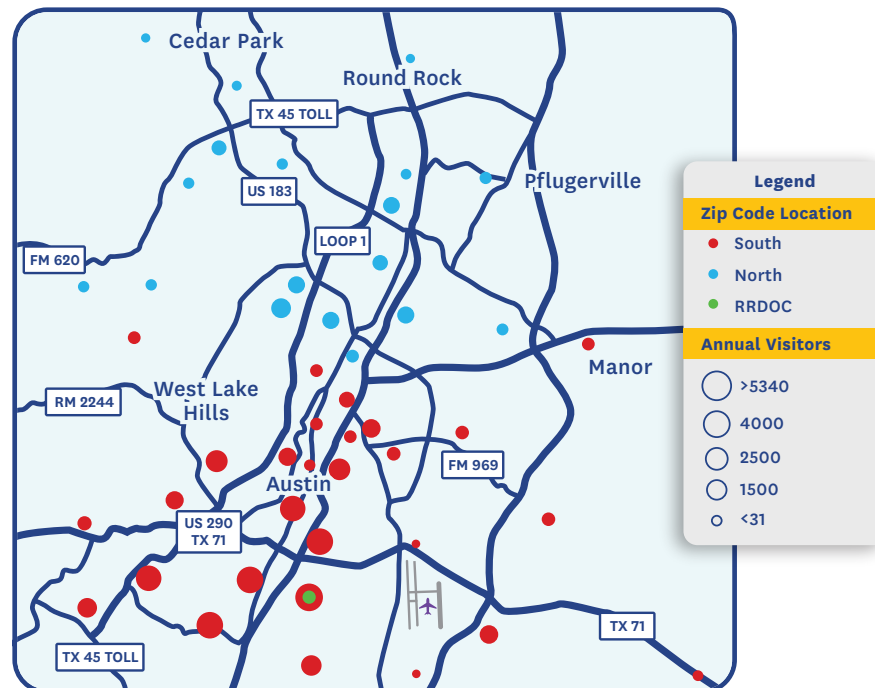 Cedar Park
Round Rock
TX 45 TOLL
US 183
Pflugerville
LOOP 1
FM 620
Manor
West Lake
Hills
RM 2244
FM 969
Austin
US 290
TX 71
TX 71
TX 45 TOLL
Legend
Zip Code Location
South
North
RRDOC
Annual Visitors
>5340
4000
2500
1500
<31